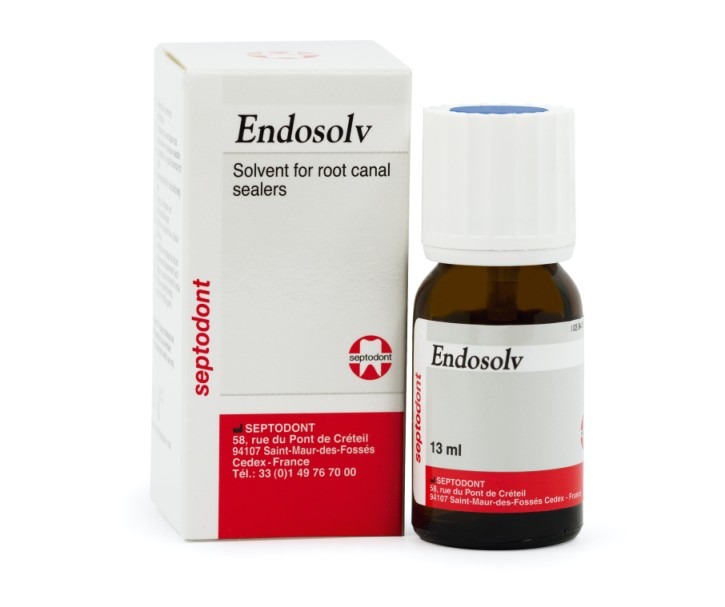 Endosolv
Solvent for root canal
sealers
septodont
septodont
SEPTODONT
58, rue du Pont de Créteil
94107 Saint-Maur-des-Fossés
Cedex - France
Tél.: 33 (0)1 49 76 70 00
Endosolv
septodont
13 ml
SEPTODONT
58, rue du Pont de Créteil
94107 Saint-Maur-des-Fossés Cedex - France